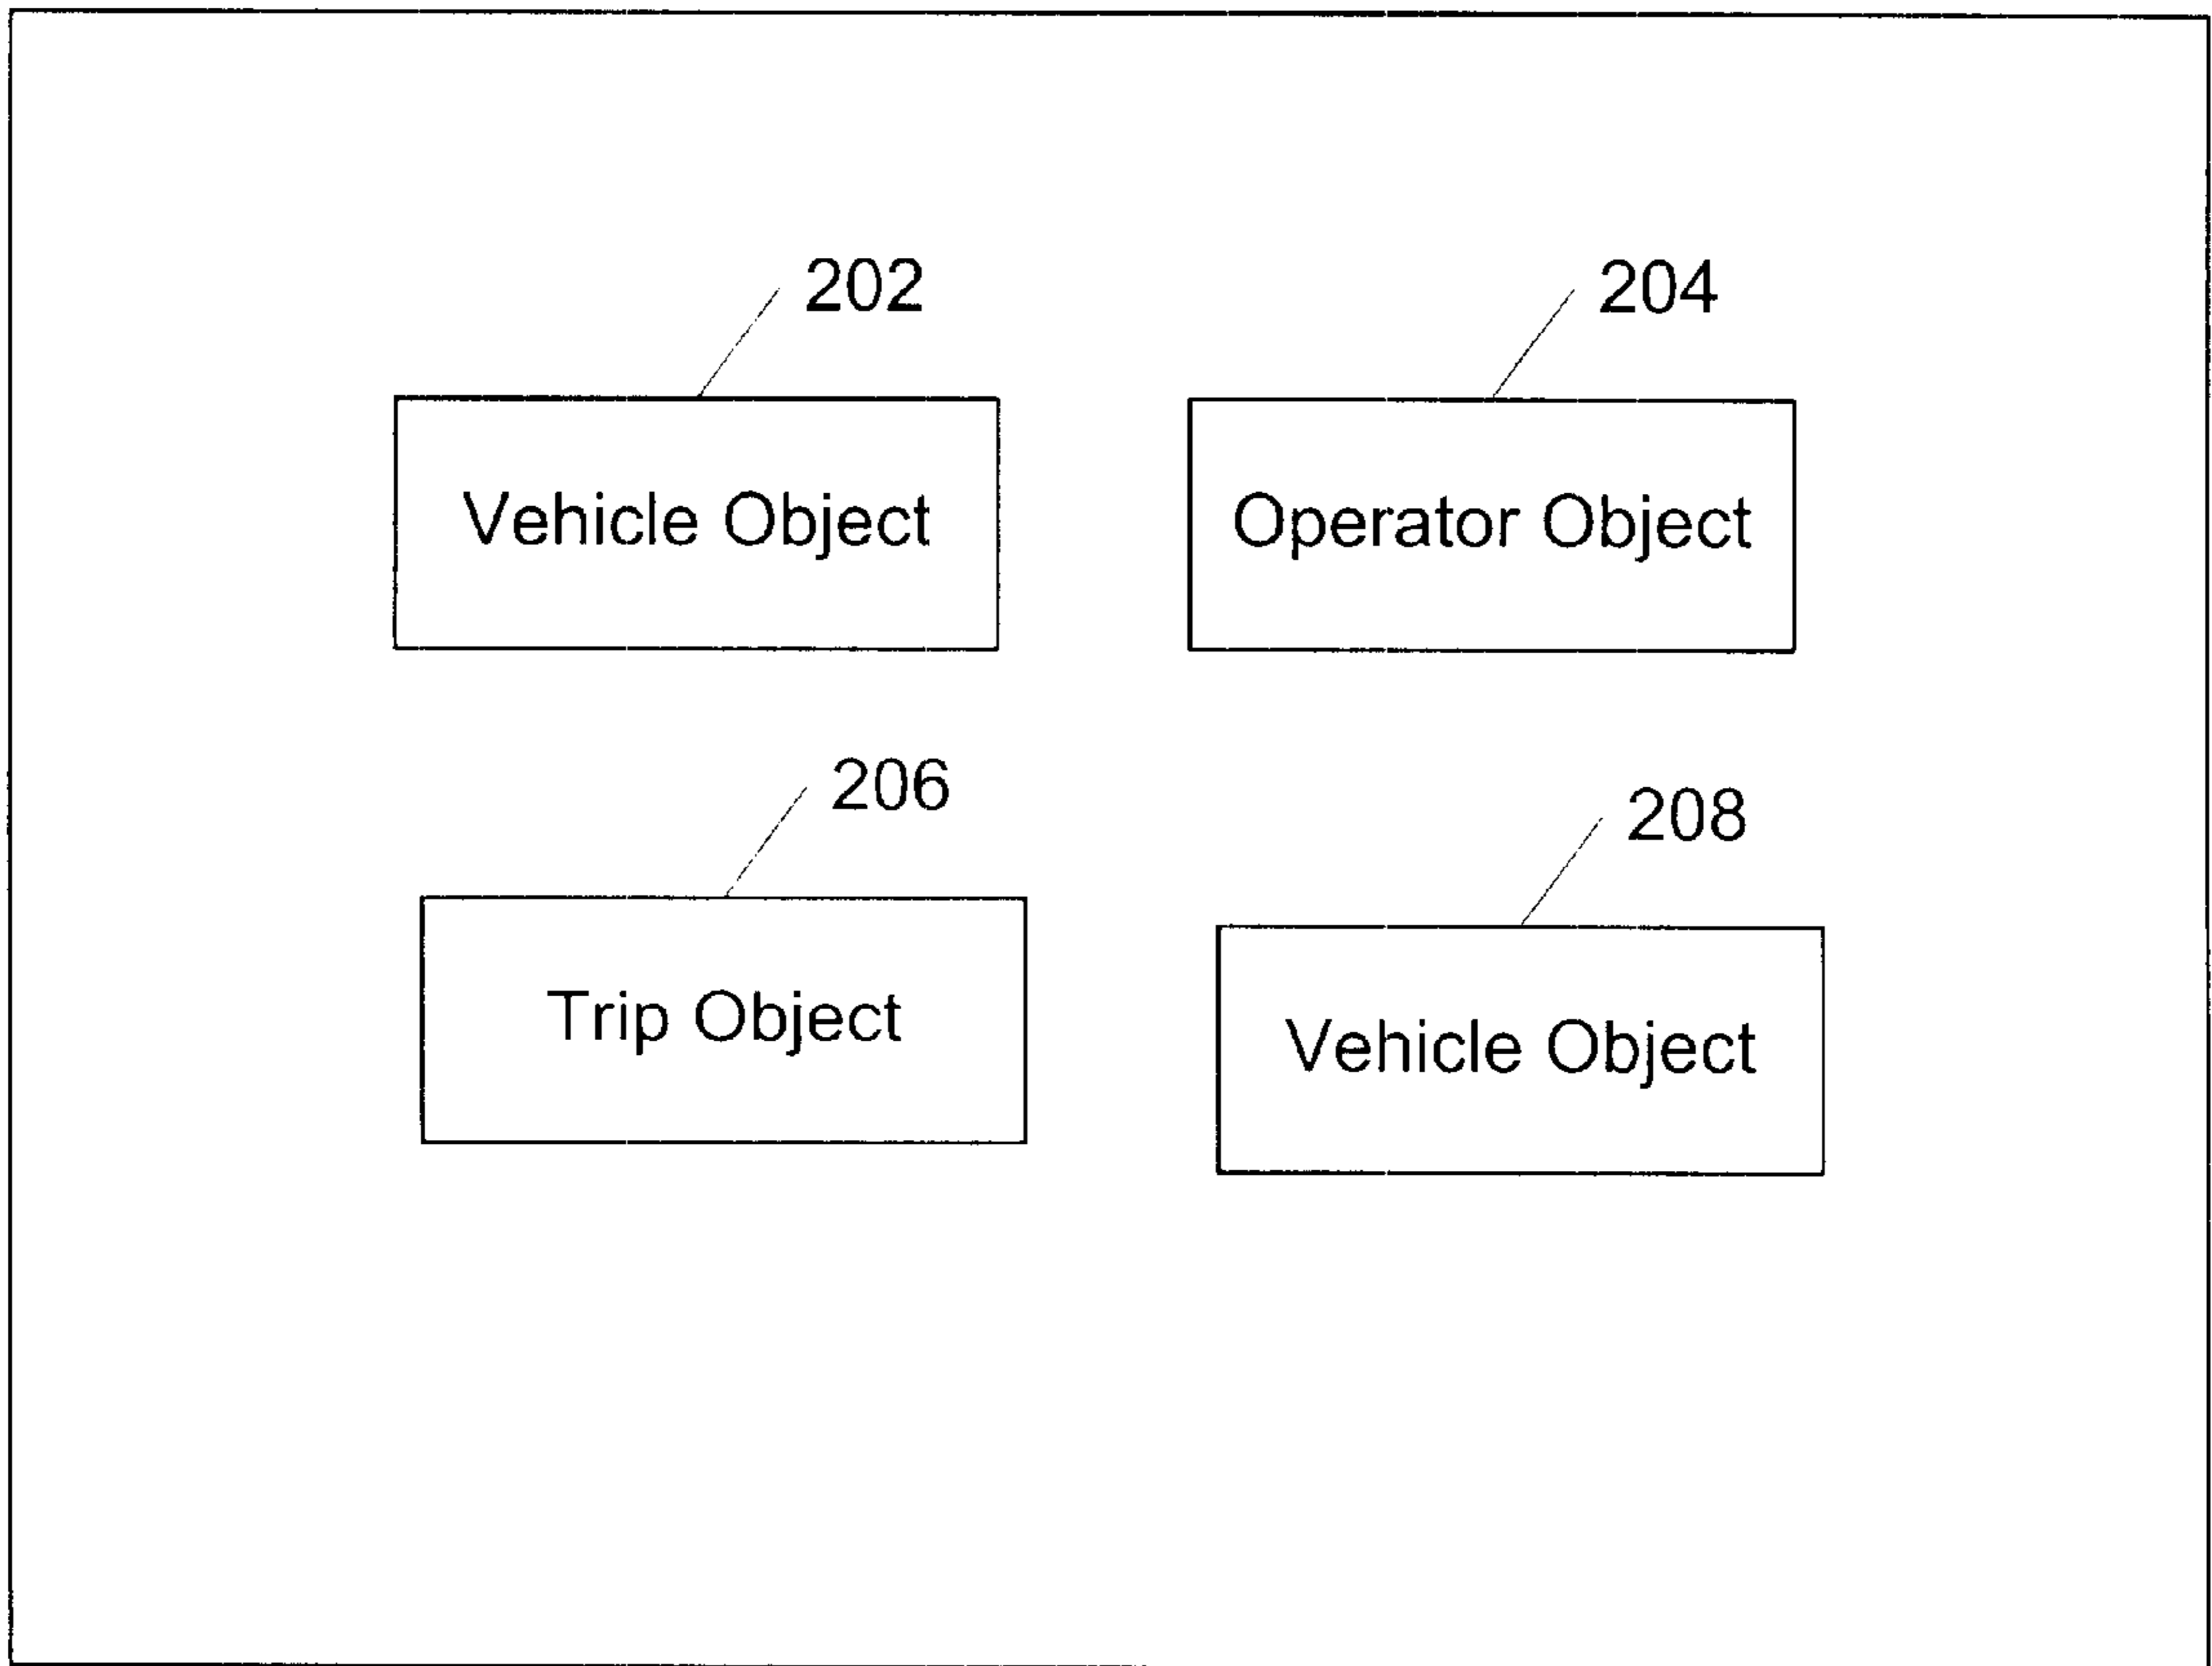 202
204
Vehicle Object
Operator Object
206
208
Trip Object
Vehicle Object